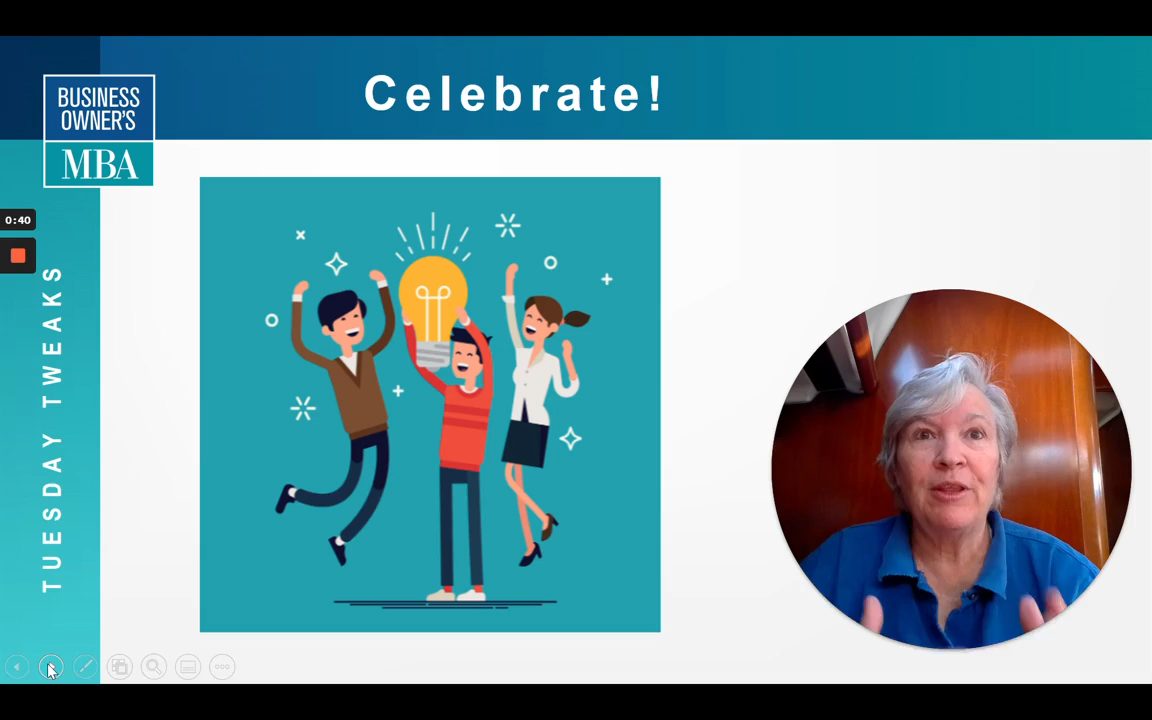 Celebrate!
BUSINESS
OWNER'S
MBA
0:40
TUESDAY TWEAKS